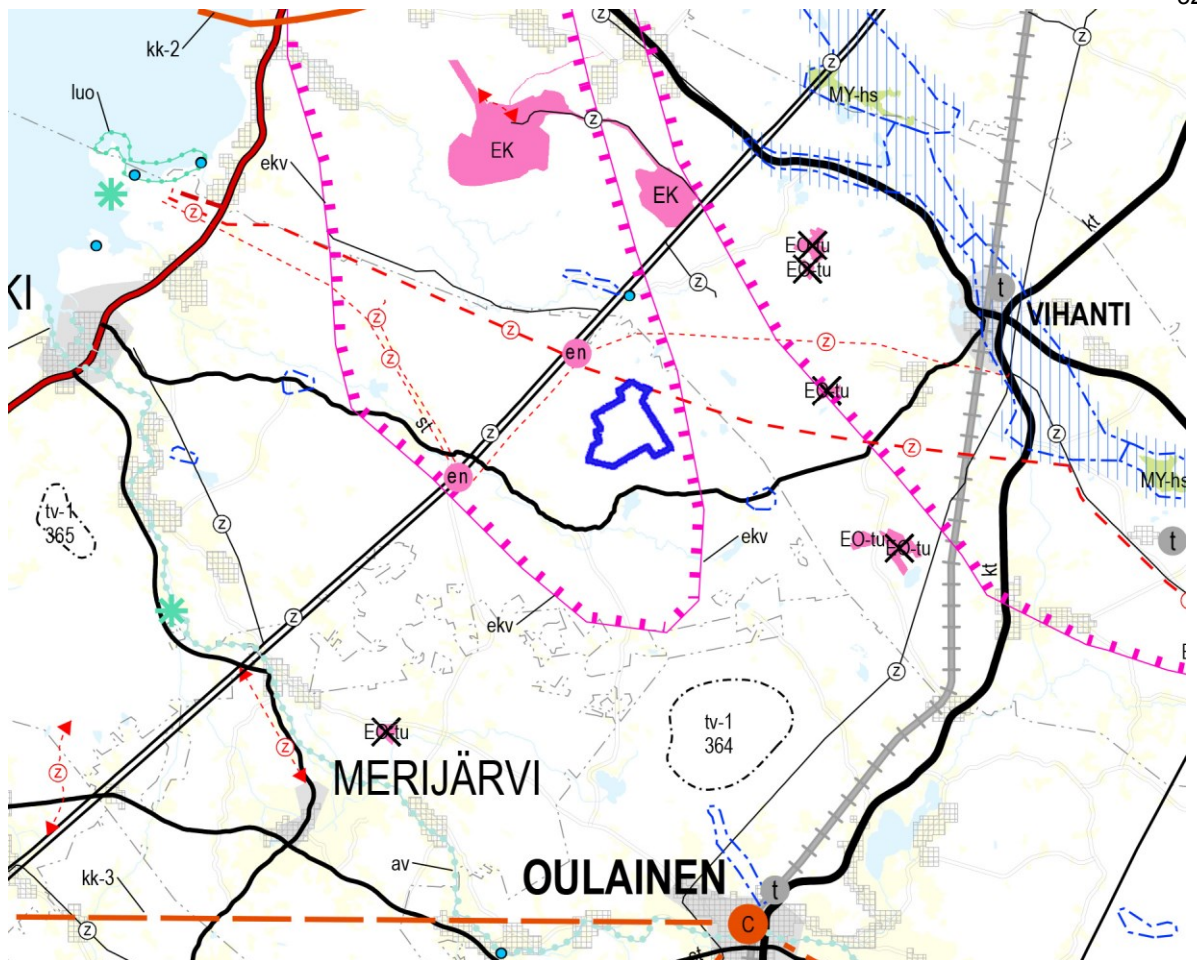 kk-2
z
z
z
luo
MY-hs
EK
ekv
z
EK
kt
z
EO-tu
EO-tu
z
t
KI
VIHANTI
z
z
en
z
z
EO-tu
st
z
z
z
en
MY-hs
tv-1
365
z
ekv
EO-tu
EO-tu
t
kt
ekv
z
z
tv-1
364
z
EO-tu
z
MERIJÄRVI
kk-3
av
OULAINEN
t
C
z